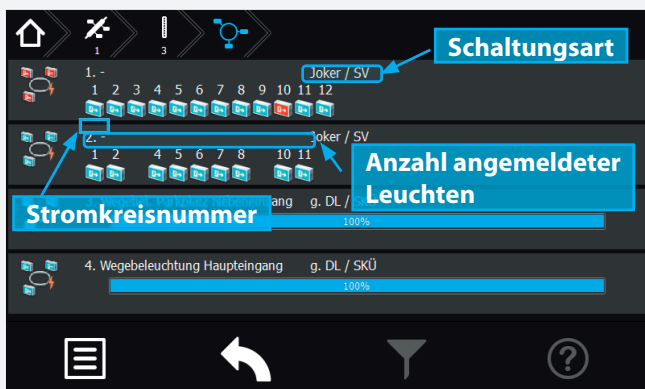 1
3
Schaltungsart
1. - Joker / SV
1 2 3 4 5 6 7 8 9 10 11 12
2. - Joker / SV
1 2 4 5 6 7 8 10 11
Anzahl angemeldeter
Leuchten
Stromkreisnummer
ang g. DL /
100%
4. Wegebeleuchtung Haupteingang g. DL / SKÜ
100%